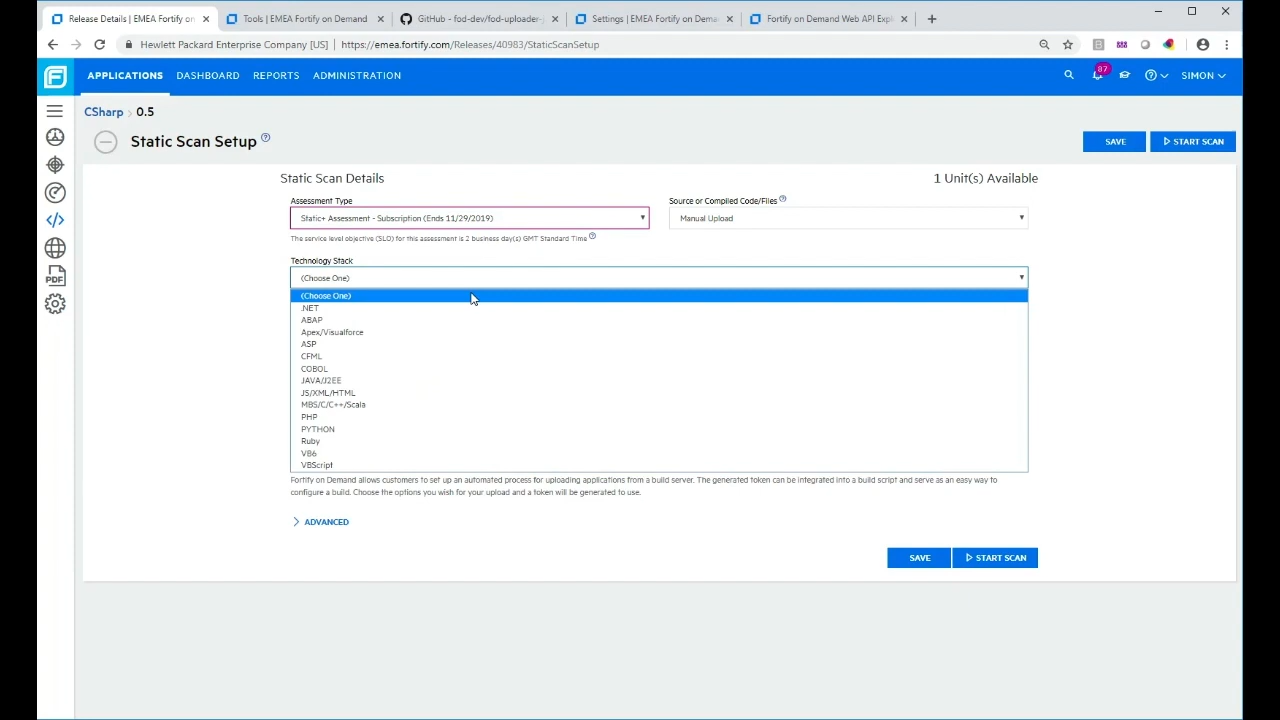 Release Details | EMEA Fortify on
Tools | EMEA Fortify on Demand
GitHub - fod-dev/fod-uploader-
Settings | EMEA Fortify on Dema
Fortify on Demand Web API Expl
Hewlett Packard Enterprise Company [US] | https://emea.fortify.com/Releases/40983/StaticScanSetup
APPLICATIONS DASHBOARD REPORTS ADMINISTRATION
87
SIMON
CSharp > 0.5
Static Scan Setup
SAVE
START SCAN
Static Scan Details
1 Unit(s) Available
Assessment Type
Source or Compiled Code/Files
Static+ Assessment - Subscription (Ends 11/29/2019)
Manual Upload
The service level objective (SLO) for this assessment is 2 business day(s) GMT Standard Time
Technology Stack
(Choose One)
(Choose One)
.NET
ABAP
Apex/Visualforce
ASP
CFML
COBOL
JAVA/J2EE
JS/XML/HTML
MBS/C/C++/Scala
PHP
PYTHON
Ruby
VB6
VBScript
Fortify on Demand allows customers to set up an automated process for uploading applications from a build server. The generated token can be integrated into a build script and serve as an easy way to
configure a build. Choose the options you wish for your upload and a token will be generated to use.
ADVANCED
SAVE
START SCAN